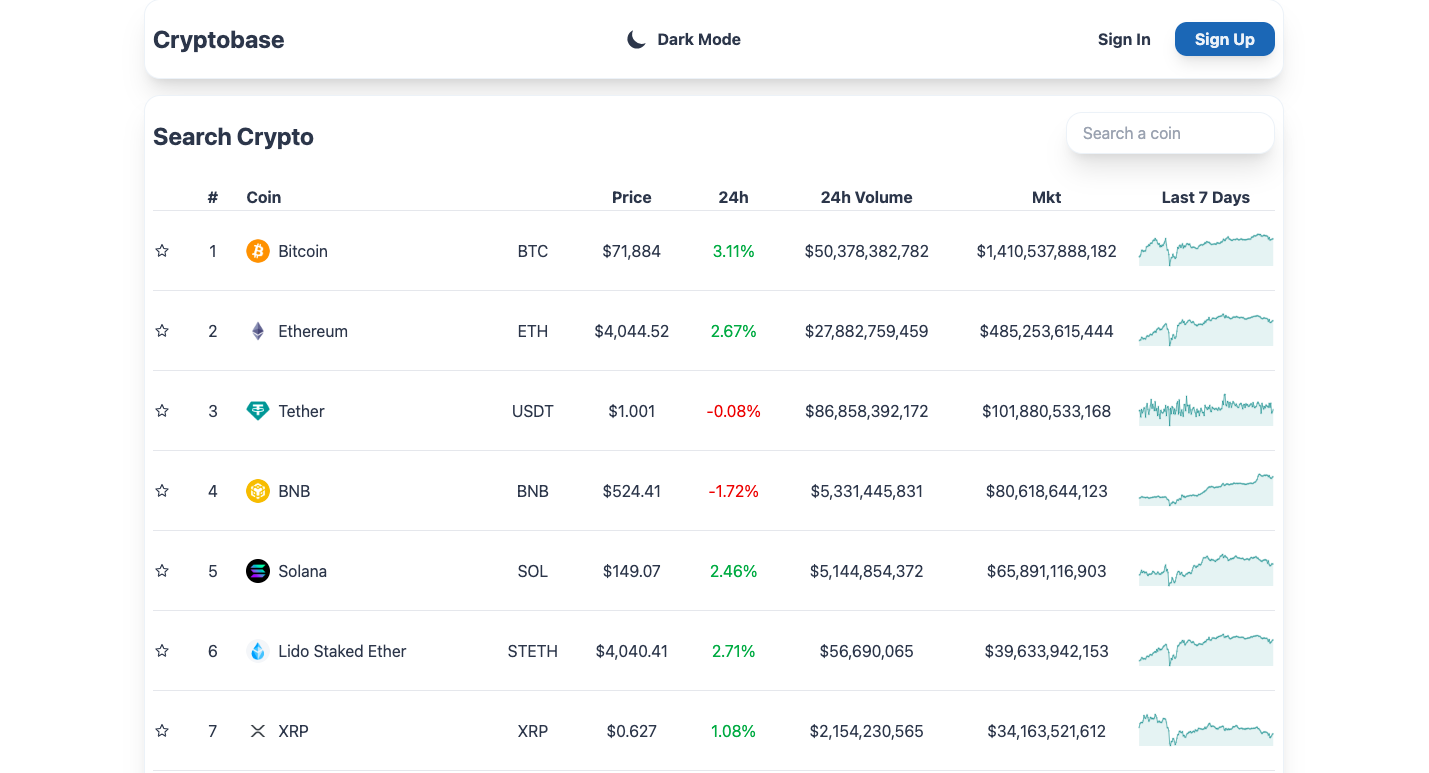 Cryptobase Dark Mode Sign In Sign Up
Search Crypto Search a coin
# Coin Price 24h 24h Volume Mkt Last 7 Days
1 Bitcoin BTC $71,884 3.11% $50,378,382,782 $1,410,537,888,182
2 Ethereum ETH $4,044.52 2.67% $27,882,759,459 $485,253,615,444
3 Tether USDT $1.001 -0.08% $86,858,392,172 $101,880,533,168
4 BNB BNB $524.41 -1.72% $5,331,445,831 $80,618,644,123
5 Solana SOL $149.07 2.46% $5,144,854,372 $65,891,116,903
6 Lido Staked Ether STETH $4,040.41 2.71% $56,690,065 $39,633,942,153
7 XRP XRP $0.627 1.08% $2,154,230,565 $34,163,521,612